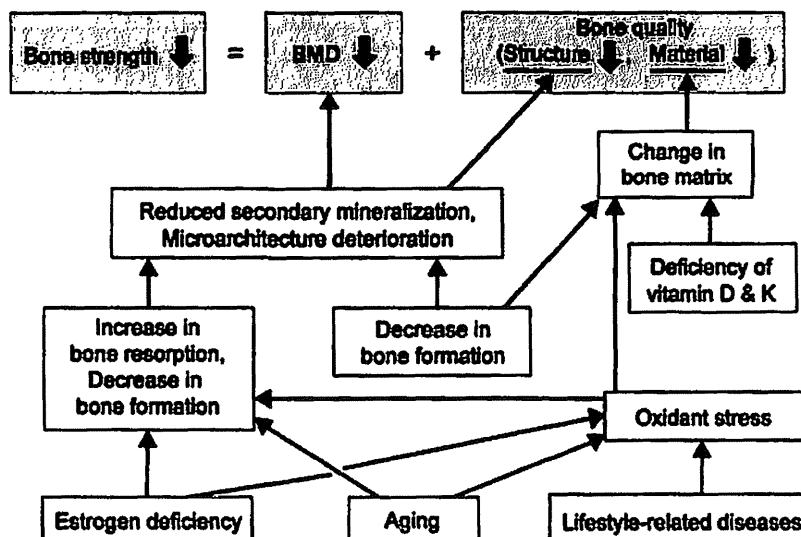 Bone strength
=
BMD
+
Bone quality
(Structure , Material )
Change in
bone matrix
Reduced secondary mineralization,
Microarchitecture deterioration
Deficiency of
vitamin D & K
Increase in
bone resorption,
Decrease in
bone formation
Decrease in
bone formation
Oxidant stress
Estrogen deficiency
Aging
Lifestyle-related diseases